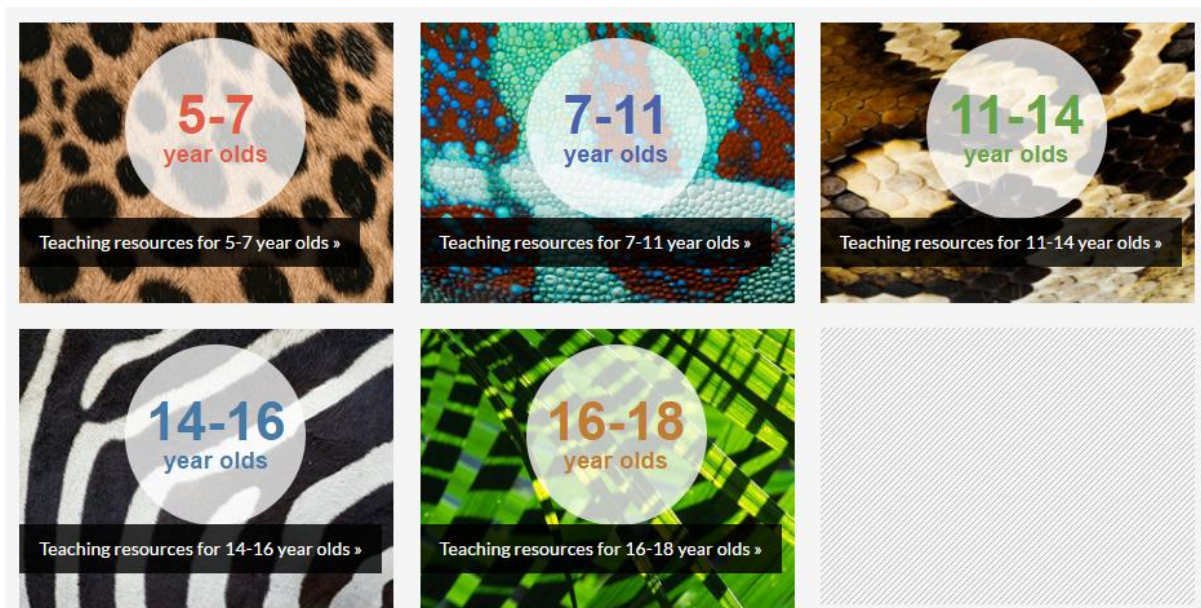 5-7
year olds
Teaching resources for 5-7 year olds »
7-11
year olds
Teaching resources for 7-11 year olds »
11-14
year olds
Teaching resources for 11-14 year olds »
14-16
year olds
Teaching resources for 14-16 year olds »
16-18
year olds
Teaching resources for 16-18 year olds »